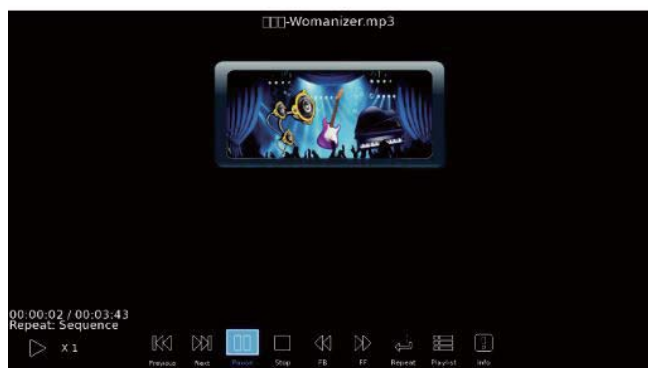 □□□-Womanizer.mp3
00:00:02 / 00:03:43
Repeat: Sequence
X 1
Previous Next Pause Stop FB FF Repeat Playlist Info